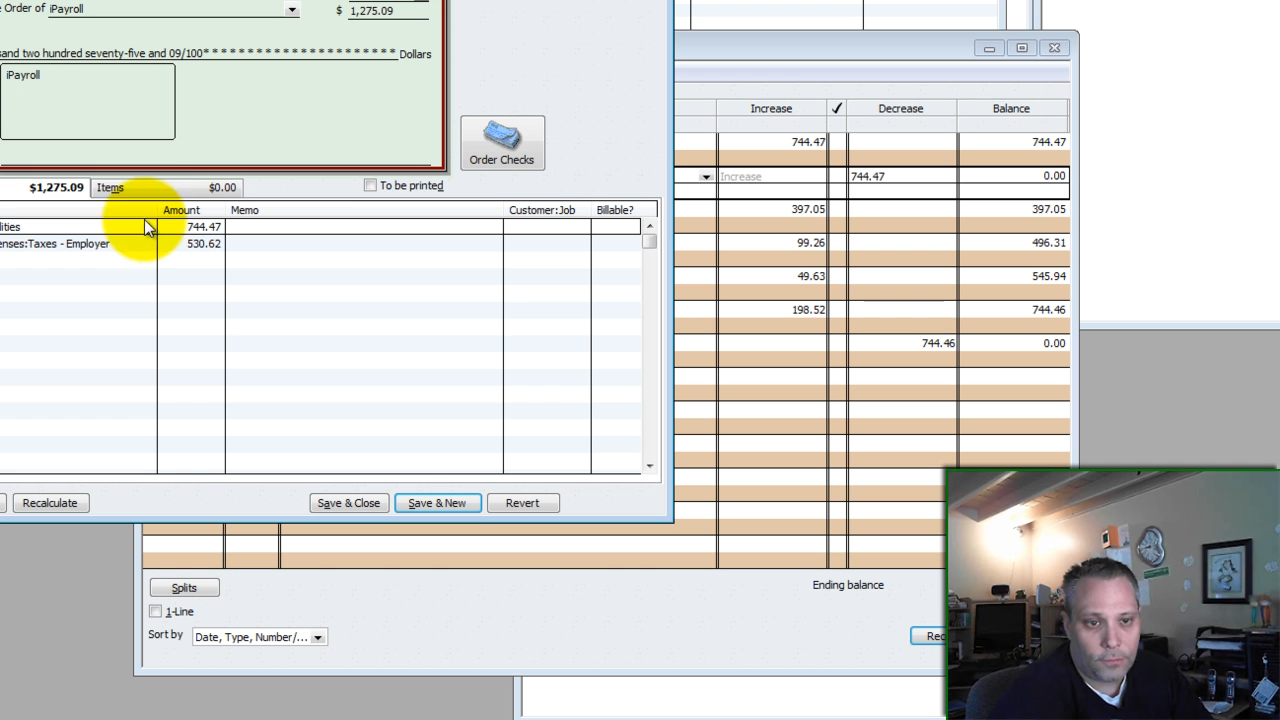 e Order of iPayroll $ 1,275.09
sand two hundred seventy-five and 09/100* * * * * * * * * * * * * * * * * * * * * * Dollars
iPayroll
Order Checks
$1,275.09 Items $0.00 To be printed
Amount Memo Customer:Job Billable?
lities 744.47
enses:Taxes - Employer 530.62
Recalculate Save & Close Save & New Revert
Increase ✓ Decrease Balance
744.47 744.47
Increase 744.47 0.00
397.05 397.05
99.26 496.31
49.63 545.94
198.52 744.46
744.46 0.00
Splits Ending balance
1-Line
Sort by Date, Type, Number/... Rec